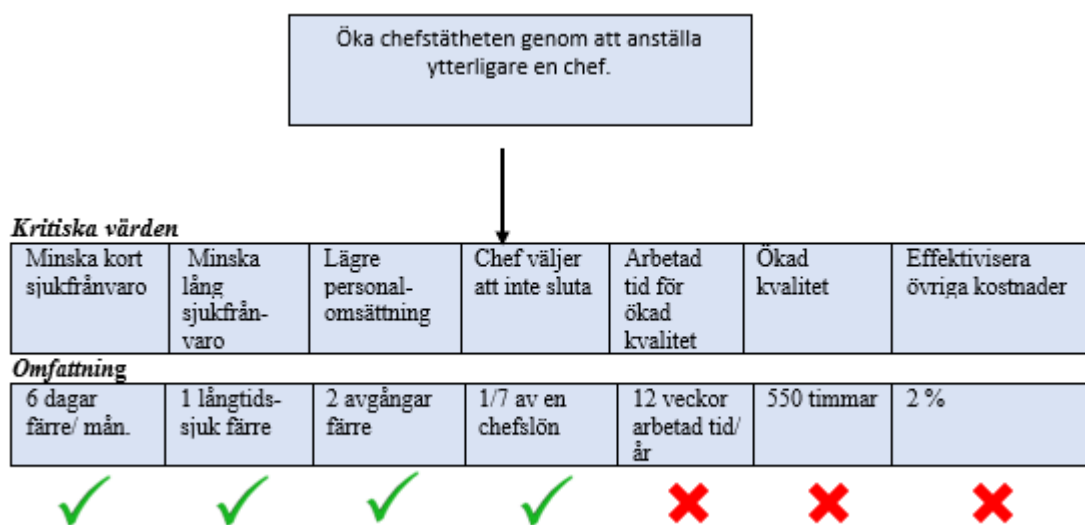 Öka chefstätheten genom att anställa
ytterligare en chef.
Kritiska värden
Minska kort
sjukfrånvaro
Minska
lång
sjukfrån-
varo
Lägre
personal-
omsättning
Chef väljer
att inte sluta
Arbetad
tid för
ökad
kvalitet
Ökad
kvalitet
Effektivisera
övriga kostnader
Omfattning
6 dagar
färre/ mån.
1 långtids-
sjuk färre
2 avgångar
färre
1/7 av en
chefslön
12 veckor
arbetad tid/
år
550 timmar
2 %